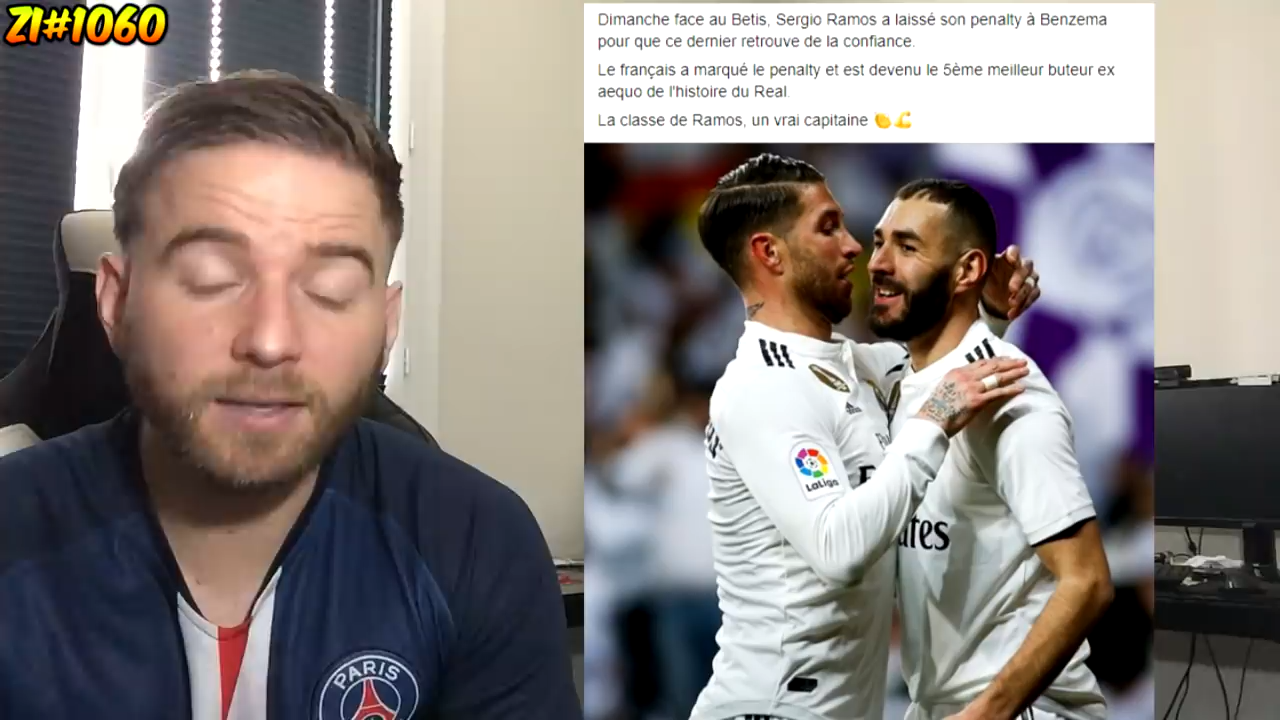 ZI#1060
Dimanche face au Betis, Sergio Ramos a laissé son penalty à Benzema
pour que ce dernier retrouve de la confiance.
Le français a marqué le penalty et est devenu le 5ème meilleur buteur ex
aequo de l'histoire du Real.
La classe de Ramos, un vrai capitaine 👏💪
LaLiga
PARIS